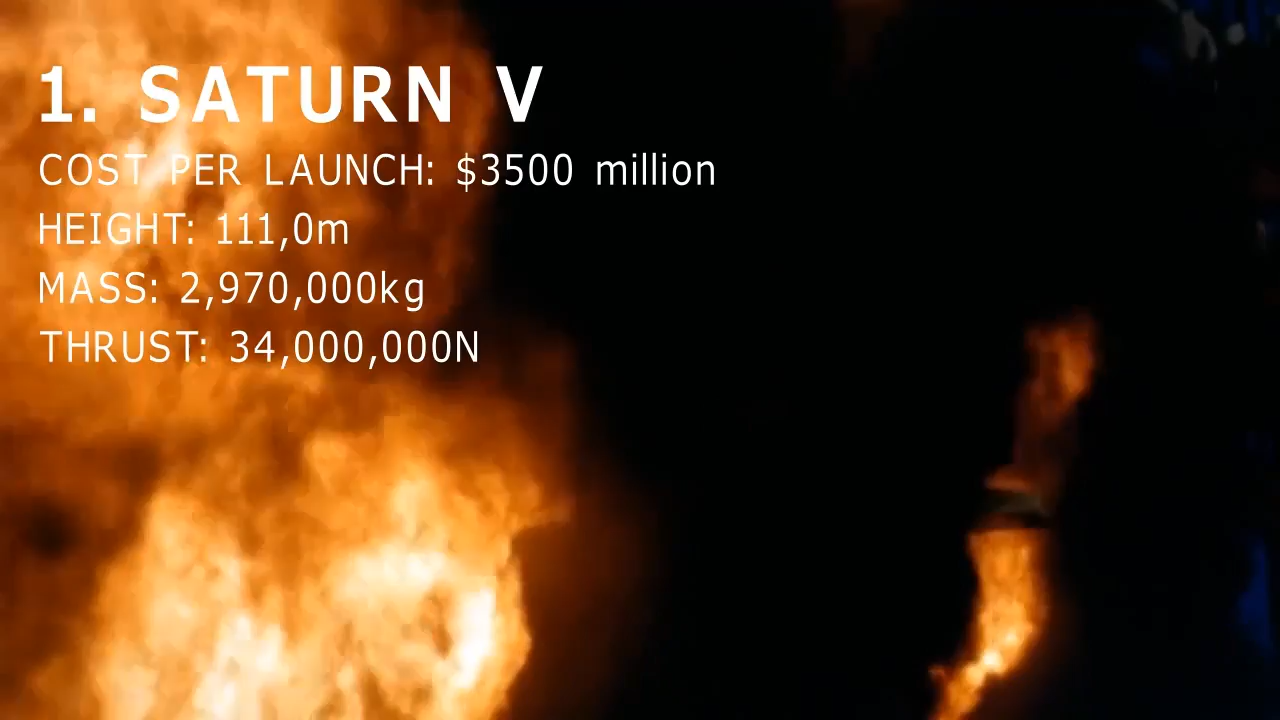 1. SATURN V
COST PER LAUNCH: $3500 million
HEIGHT: 111,0m
MASS: 2,970,000kg
THRUST: 34,000,000N